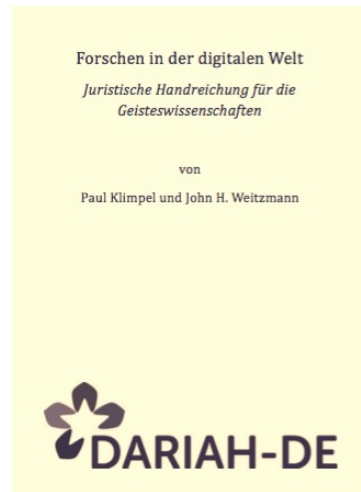 Forschen in der digitalen Welt
Juristische Handreichung für die
Geisteswissenschaften
von
Paul Klimpel und John H. Weitzmann
DARIAH-DE